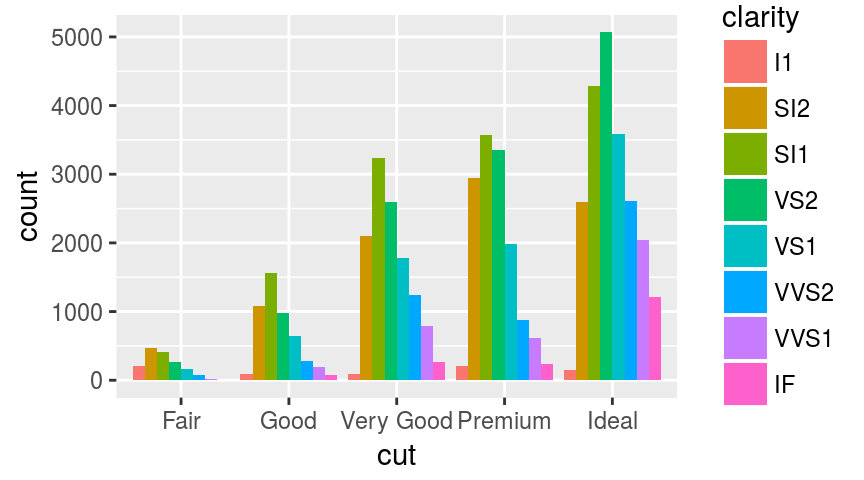 clarity
I1
SI2
SI1
VS2
VS1
VVS2
VVS1
IF
count
5000
4000
3000
2000
1000
0
Fair Good Very Good Premium Ideal
cut